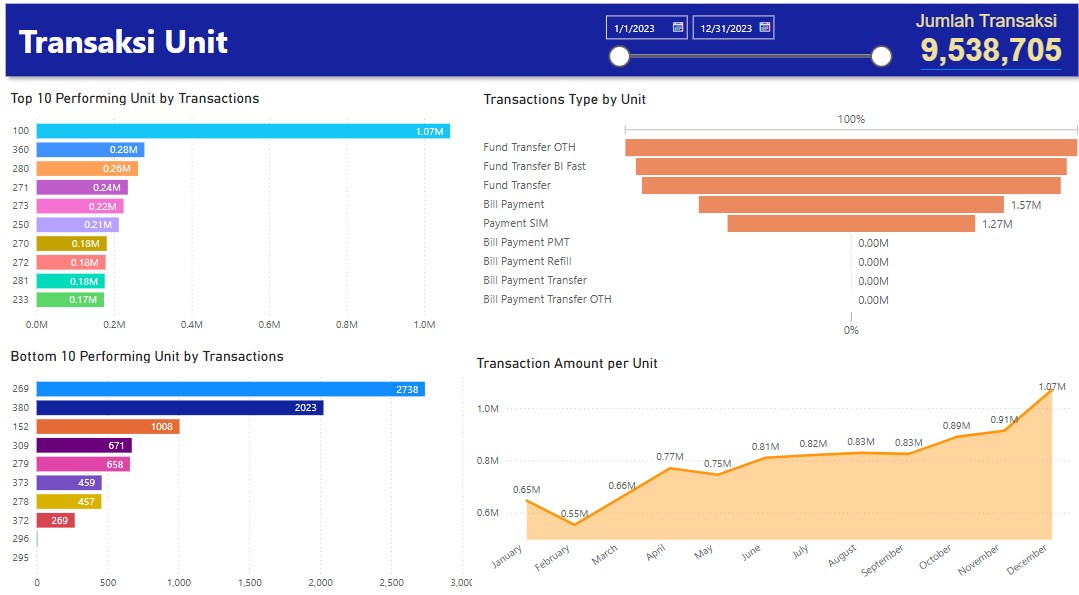 Transaksi Unit
1/1/2023
12/31/2023
Jumlah Transaksi
9,538,705
Top 10 Performing Unit by Transactions
100 1.07M
360 0.28M
280 0.26M
271 0.24M
273 0.22M
250 0.21M
270 0.18M
272 0.18M
281 0.18M
233 0.17M
0.0M 0.2M 0.4M 0.6M 0.8M 1.0M
Transactions Type by Unit
100%
Fund Transfer OTH
Fund Transfer BI Fast
Fund Transfer
Bill Payment 1.57M
Payment SIM 1.27M
Bill Payment PMT 0.00M
Bill Payment Refill 0.00M
Bill Payment Transfer 0.00M
Bill Payment Transfer OTH 0.00M
0%
Bottom 10 Performing Unit by Transactions
269 2738
380 2023
152 1008
309 671
279 658
373 459
278 457
372 269
296
295
0 500 1,000 1,500 2,000 2,500 3,000
Transaction Amount per Unit
1.0M
0.8M
0.6M
0.65M 0.55M 0.66M 0.77M 0.75M 0.81M 0.82M 0.83M 0.83M 0.89M 0.91M 1.07M
January February March April May June July August September October November December